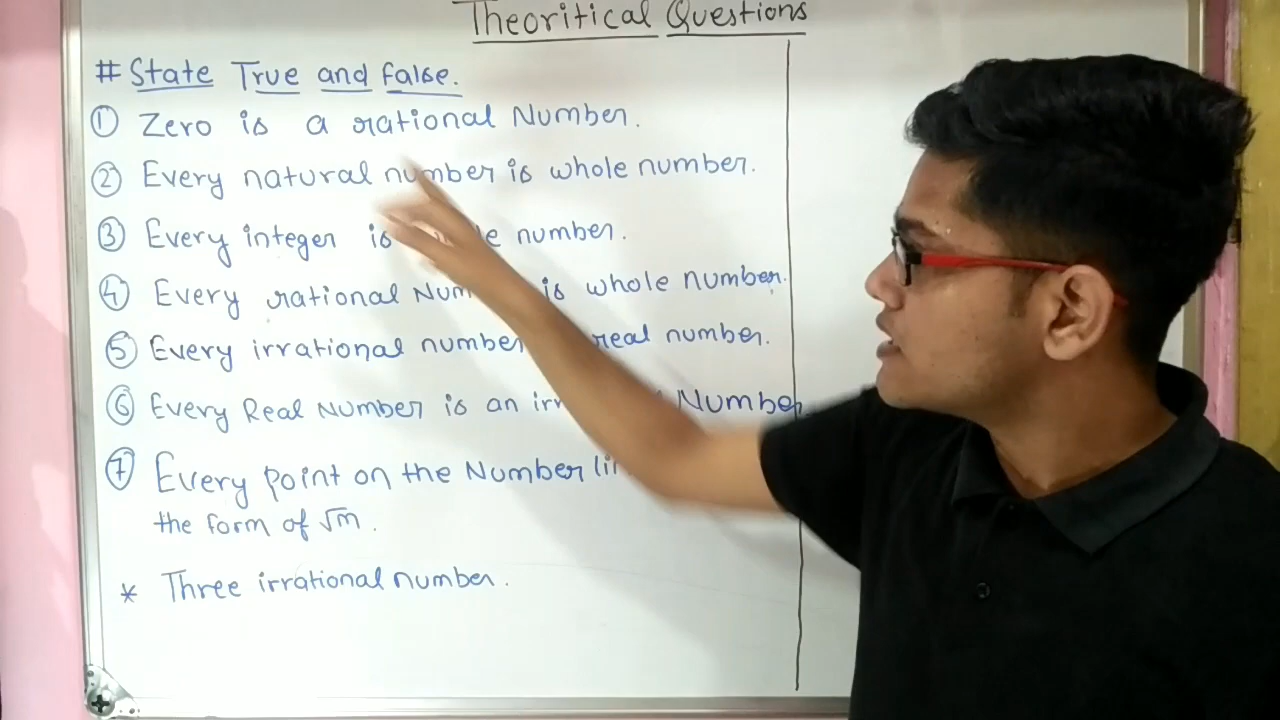 Theoritical Questions
# State True and false.
① Zero is a rational Number.
② Every natural number is whole number.
③ Every integer is number.
④ Every rational is whole number.
⑤ Every irrational number real number.
⑥ Every Real Number is an Number
⑦ Every point on the Number
the form of √m.
* Three irrational number.